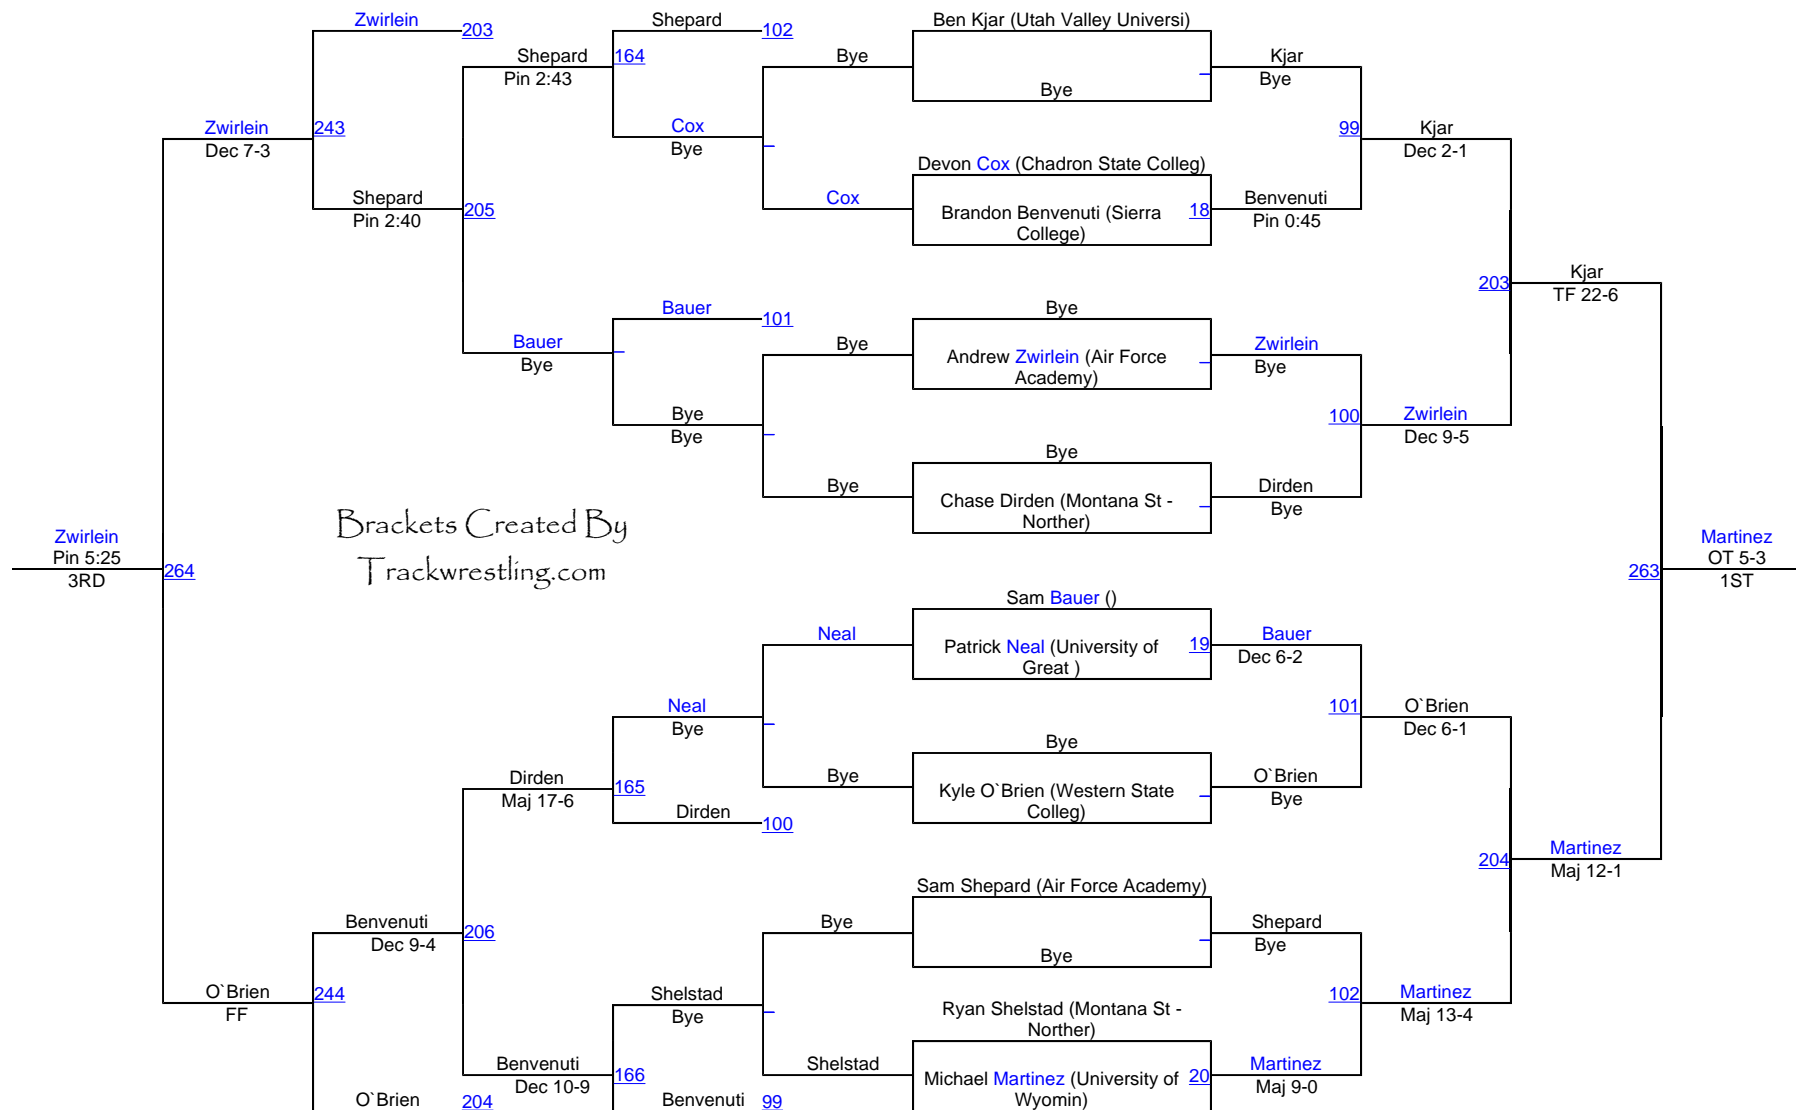 Zwirlein
203
Shepard
102
Ben Kjar (Utah Valley Universi)
Shepard
164
Bye
Kjar
Pin 2:43
Bye
Bye
Zwirlein
243
Cox
99
Kjar
Dec 7-3
Bye
Dec 2-1
Devon Cox (Chadron State Colleg)
Shepard
205
Cox
Brandon Benvenuti (Sierra
College)
18
Benvenuti
Pin 2:40
Pin 0:45
203
Kjar
TF 22-6
Bauer
101
Bye
Bauer
Bye
Bye
Andrew Zwirlein (Air Force
Academy)
Zwirlein
Bye
Bye
Bye
100
Zwirlein
Dec 9-5
Bye
Bye
Chase Dirden (Montana St -
Norther)
Dirden
Bye
Brackets Created By
Trackwrestling.com
Zwirlein
Pin 5:25
3RD
264
263
Martinez
OT 5-3
1ST
Sam Bauer ()
Neal
Patrick Neal (University of
Great )
19
Bauer
Dec 6-2
Neal
Bye
101
O`Brien
Dec 6-1
Bye
Dirden
Maj 17-6
165
Bye
Kyle O`Brien (Western State
Colleg)
O`Brien
Bye
Dirden
100
204
Martinez
Maj 12-1
Sam Shepard (Air Force Academy)
Benvenuti
Dec 9-4
206
Bye
Shepard
Bye
Bye
O`Brien
FF
244
Shelstad
Bye
Ryan Shelstad (Montana St -
Norther)
102
Martinez
Maj 13-4
Benvenuti
Dec 10-9
166
Shelstad
Michael Martinez (University of
Wyomin)
20
Martinez
Maj 9-0
O`Brien
204
Benvenuti
99